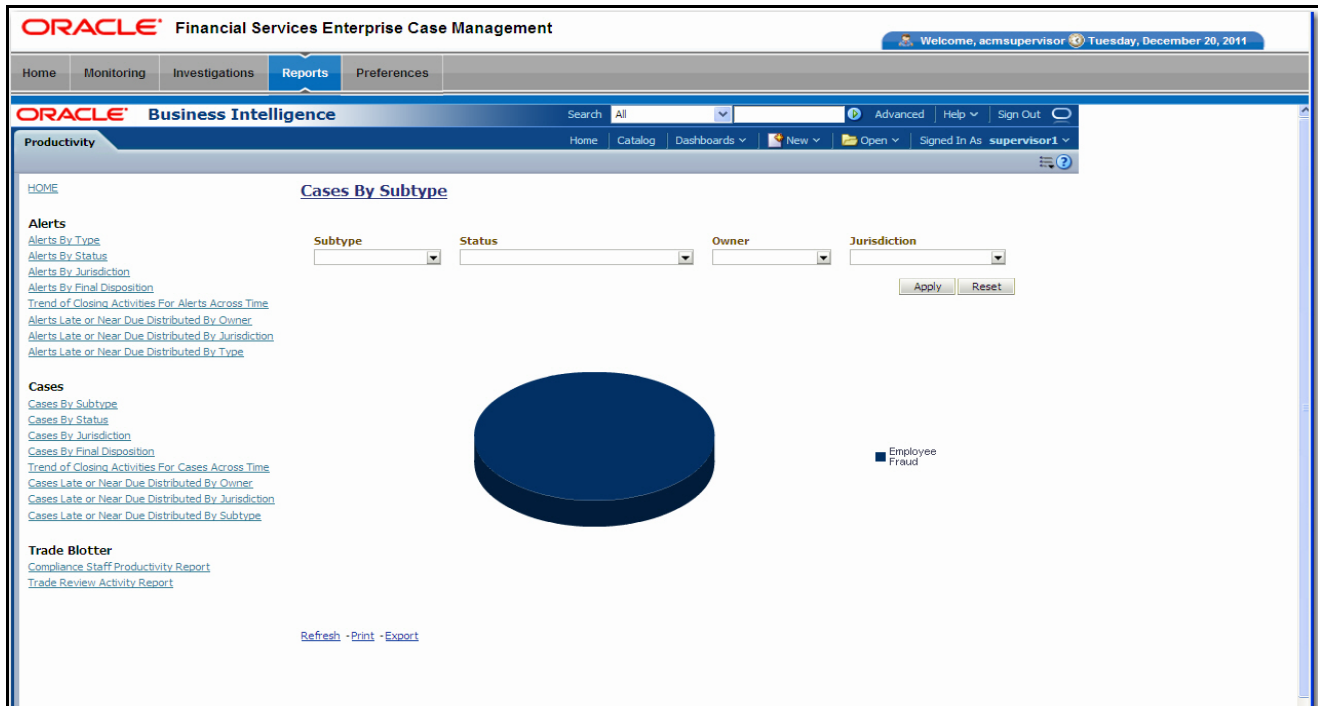 ORACLE Financial Services Enterprise Case Management
Welcome, acmsupervisor Tuesday, December 20, 2011
Home Monitoring Investigations Reports Preferences
ORACLE Business Intelligence
Search All Advanced Help Sign Out
Productivity
Home Catalog Dashboards New Open Signed In As supervisor1
HOME
Alerts
Alerts By Type
Alerts By Status
Alerts By Jurisdiction
Alerts By Final Disposition
Trend of Closing Activities For Alerts Across Time
Alerts Late or Near Due Distributed By Owner
Alerts Late or Near Due Distributed By Jurisdiction
Alerts Late or Near Due Distributed By Type
Cases
Cases By Subtype
Cases By Status
Cases By Jurisdiction
Cases By Final Disposition
Trend of Closing Activities For Cases Across Time
Cases Late or Near Due Distributed By Owner
Cases Late or Near Due Distributed By Jurisdiction
Cases Late or Near Due Distributed By Subtype
Trade Blotter
Compliance Staff Productivity Report
Trade Review Activity Report
Cases By Subtype
Subtype Status Owner Jurisdiction
Apply Reset
Employee
Fraud
Refresh - Print - Export